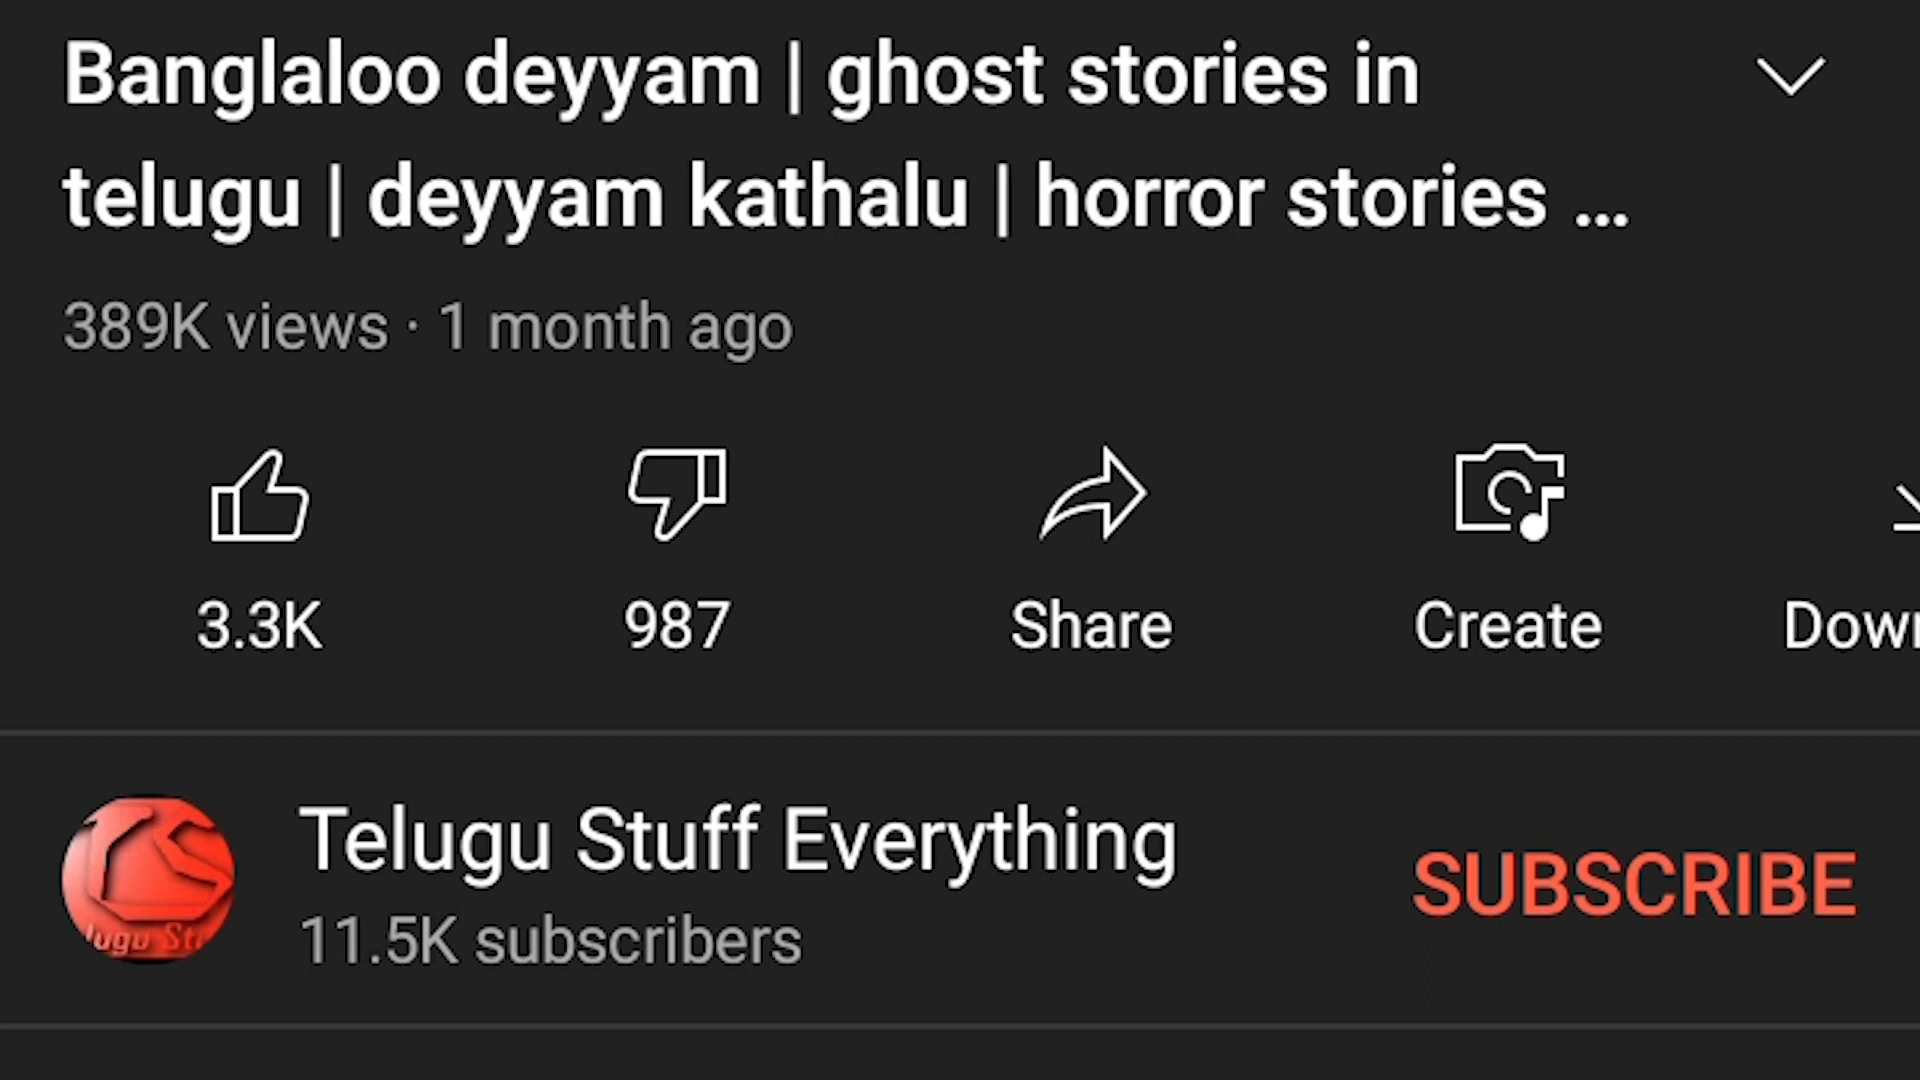 Banglaloo deyyam | ghost stories in
telugu | deyyam kathalu | horror stories ...
389K views · 1 month ago
3.3K
987
Share
Create
Telugu Stuff Everything
11.5K subscribers
SUBSCRIBE